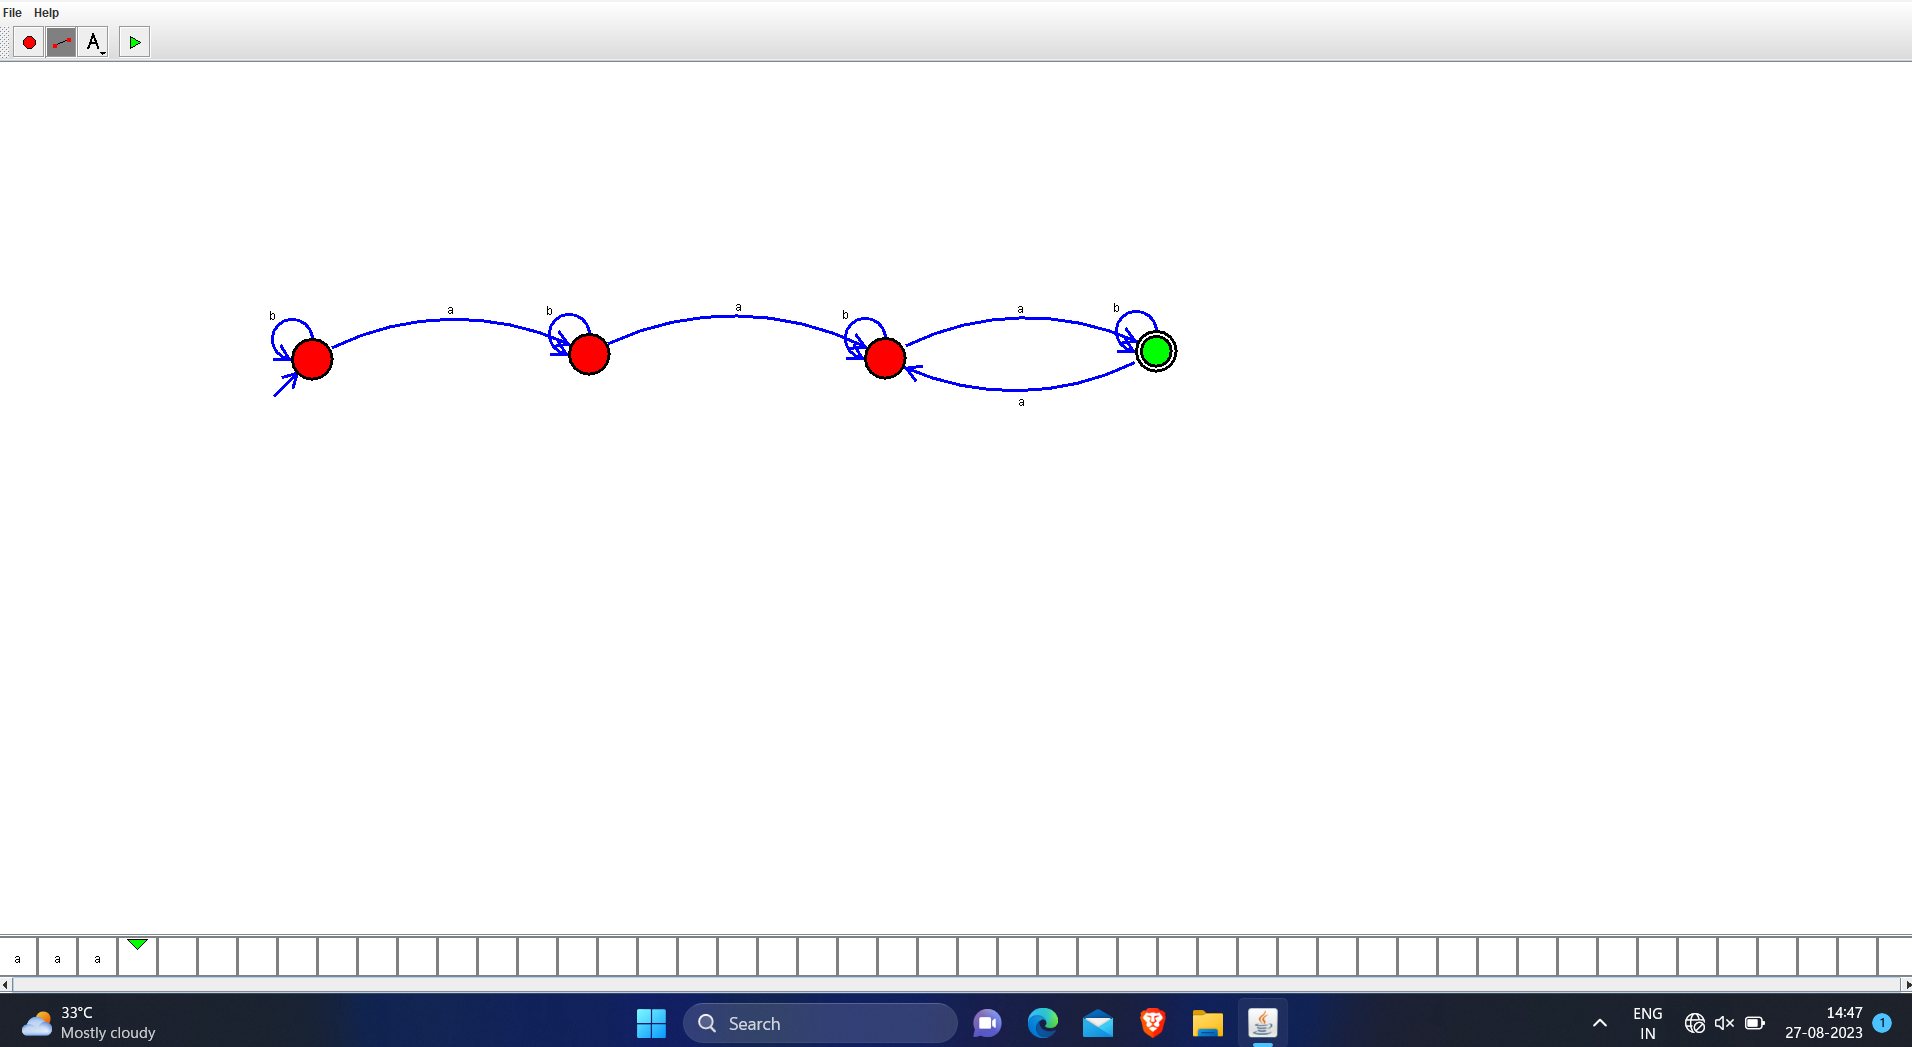 File Help
A
b a b a b a b
a
a a a
33°C
Mostly cloudy
Search
ENG
IN
14:47
27-08-2023
1